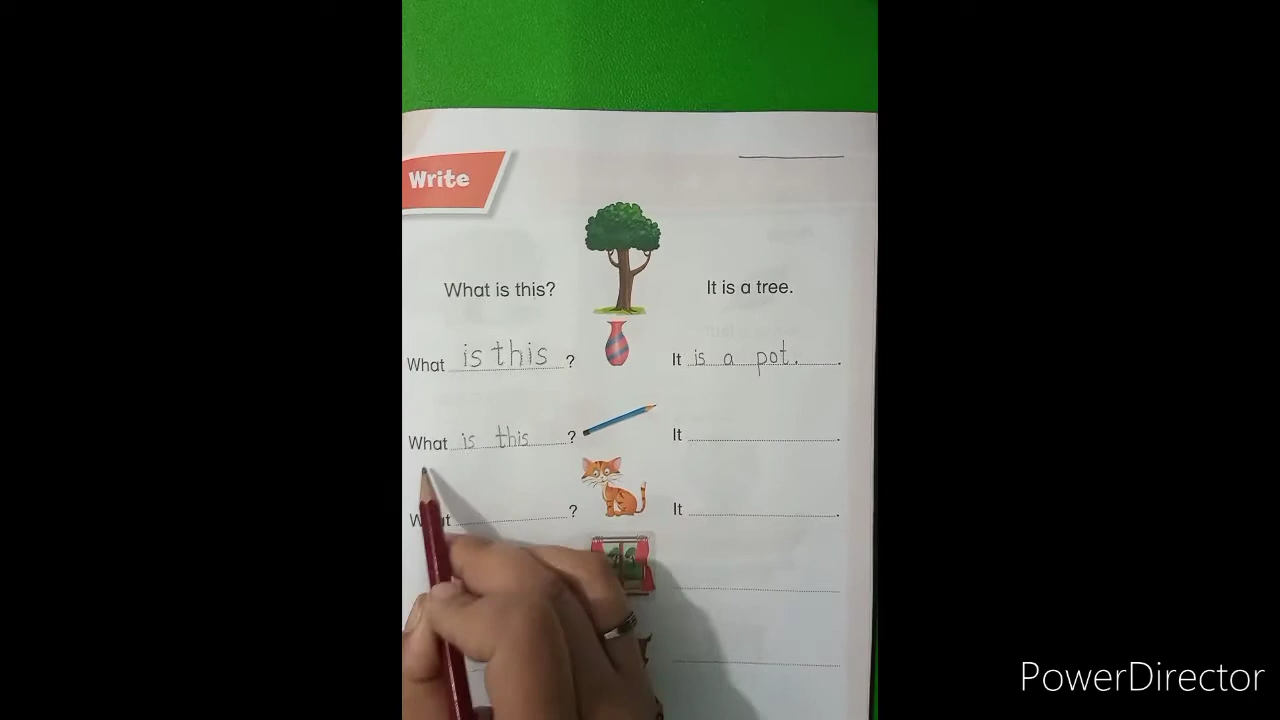 Write
What is this? It is a tree.
What is this ? It is a pot. .
What is this ? It .
What ? It .
PowerDirector